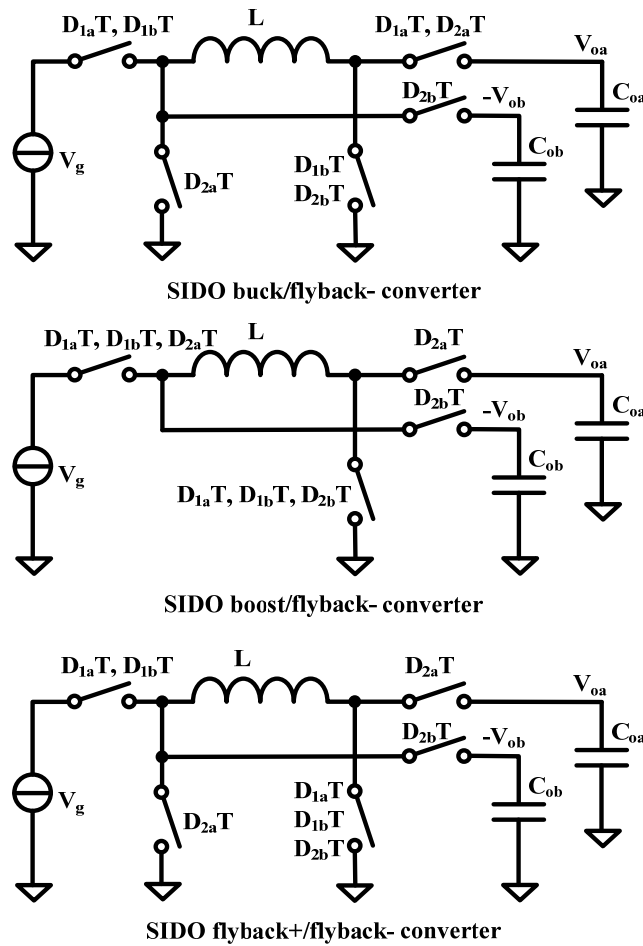 D₁ₐT, D₁bT
L
D₁ₐT, D₂ₐT
Vₒₐ
D₂bT
-Vₒb
Cₒₐ
Vg
D₂ₐT
D₁bT
D₂bT
Cₒb
SIDO buck/flyback- converter
D₁ₐT, D₁bT, D₂ₐT
L
D₂ₐT
Vₒₐ
D₂bT
-Vₒb
Cₒₐ
Vg
D₁ₐT, D₁bT, D₂bT
Cₒb
SIDO boost/flyback- converter
D₁ₐT, D₁bT
L
D₂ₐT
Vₒₐ
D₂bT
-Vₒb
Cₒₐ
Vg
D₂ₐT
D₁ₐT
D₁bT
D₂bT
Cₒb
SIDO flyback+/flyback- converter